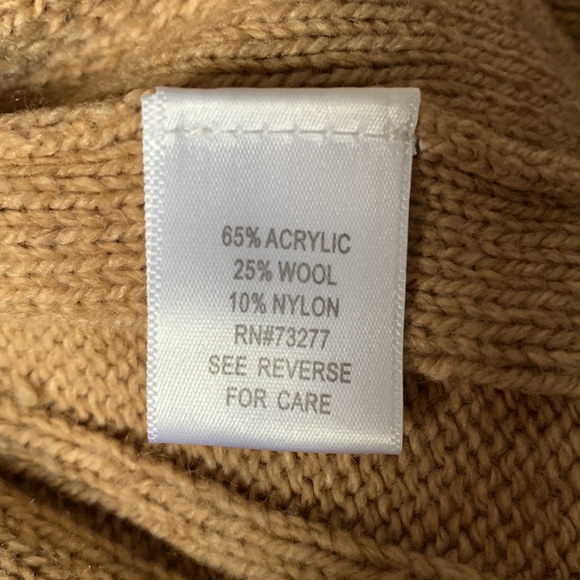 65% ACRYLIC
25% WOOL
10% NYLON
RN#73277
SEE REVERSE
FOR CARE